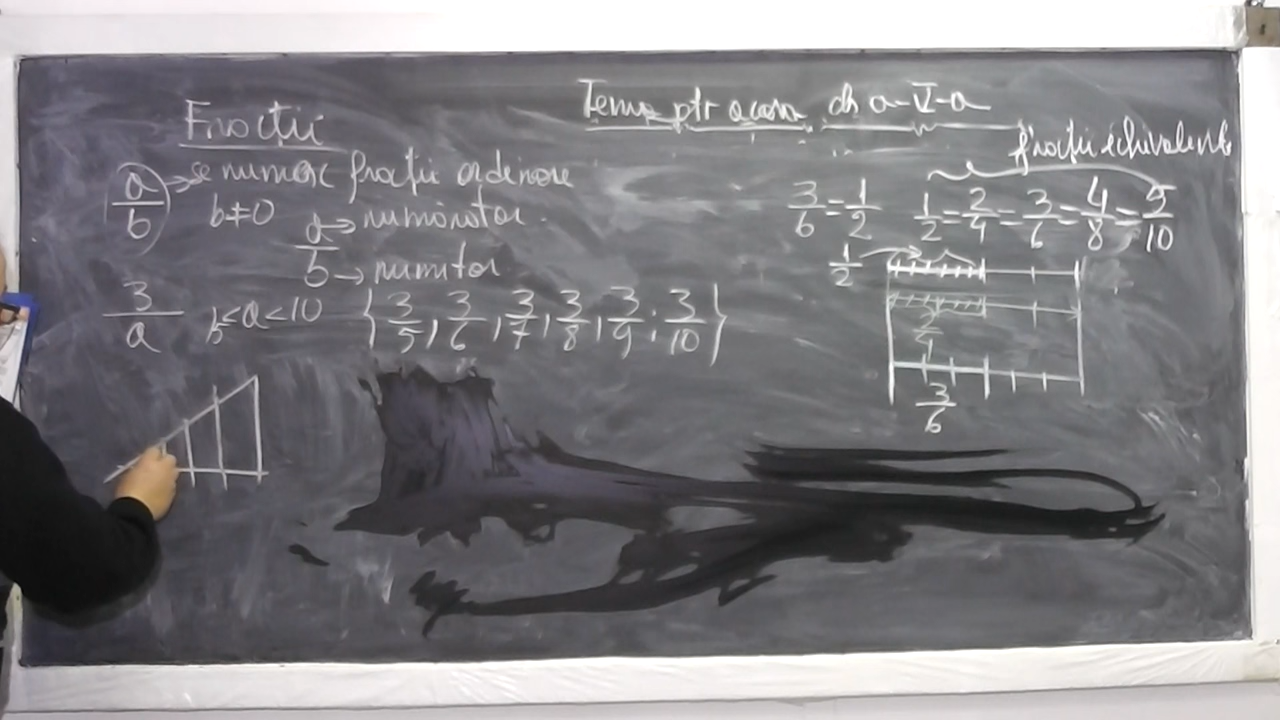 Fracții
a/b → se numesc fracții ordinare
b≠0
a/b → numărător
→ numitor
3/a b<a<10 {3/5, 3/6, 3/7, 3/8, 3/9; 3/10}
Tema ptr acasa cls a-V-a
fracții echivalente
3/6 = 1/2
1/2 = 2/4 = 3/6 = 4/8 = 5/10
1/2
2/4
3/6